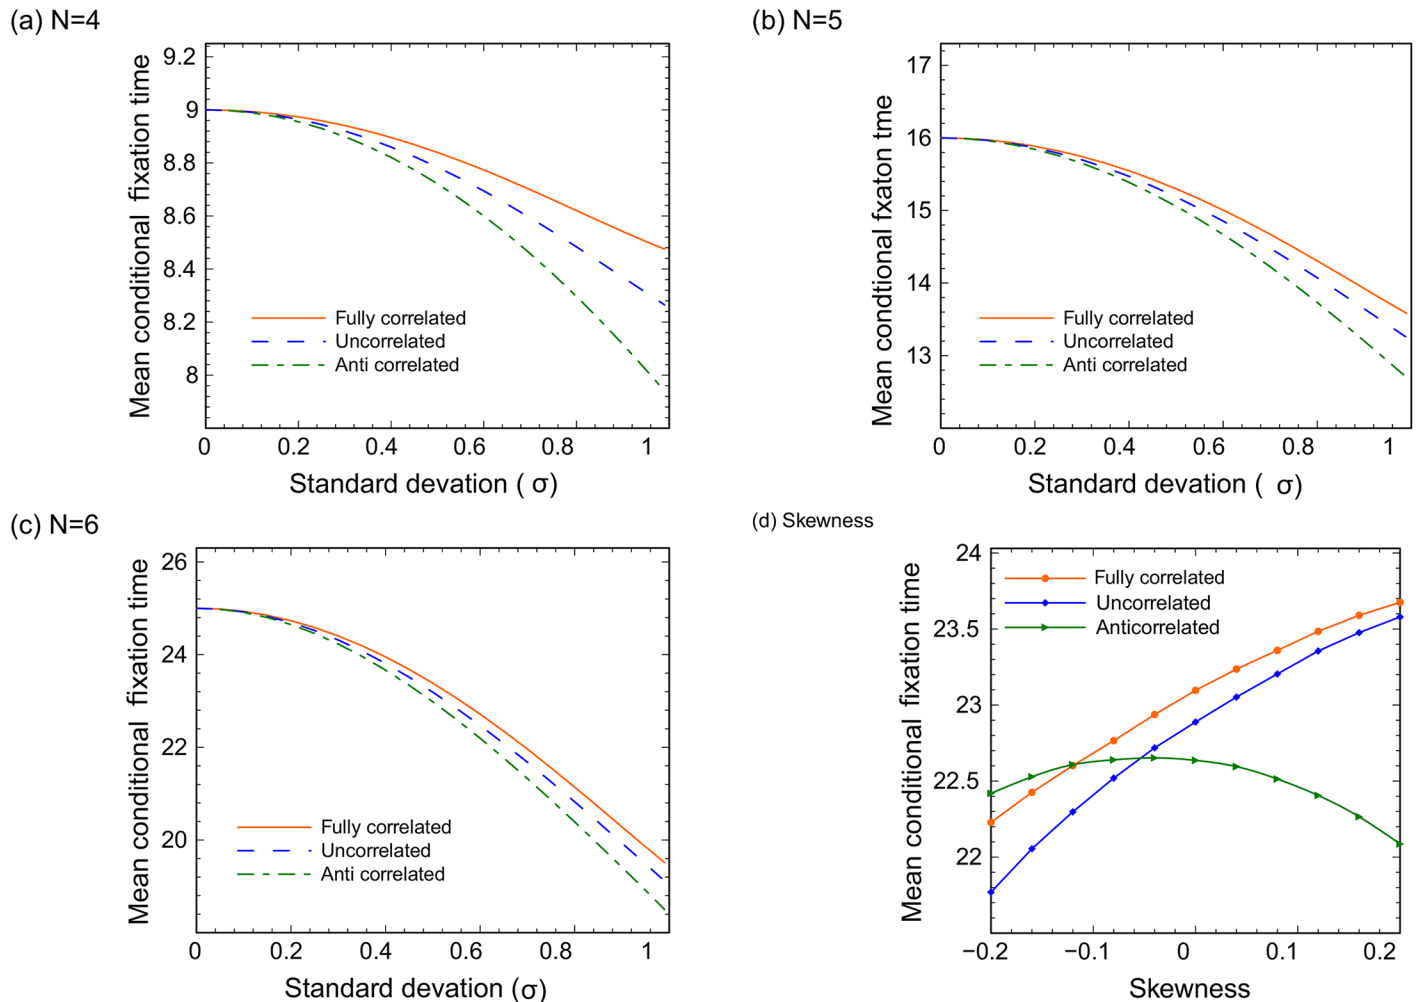 (a) N=4
Mean conditional fixation time
9.2
9
8.8
8.6
8.4
8.2
8
Fully correlated
Uncorrelated
Anti correlated
0 0.2 0.4 0.6 0.8 1
Standard devation ( σ)
(b) N=5
Mean condtional fxaton tme
17
16
15
14
13
Fully correlated
Uncorrelated
Anti correlated
0 0.2 0.4 0.6 0.8 1
Standard devation ( σ)
(c) N=6
Mean conditional fixation time
26
24
22
20
Fully correlated
Uncorrelated
Anti correlated
0 0.2 0.4 0.6 0.8 1
Standard devation (σ)
(d) Skewness
Mean conditional fixation time
24
23.5
23
22.5
22
Fully correlated
Uncorrelated
Anticorrelated
−0.2 −0.1 0 0.1 0.2
Skewness